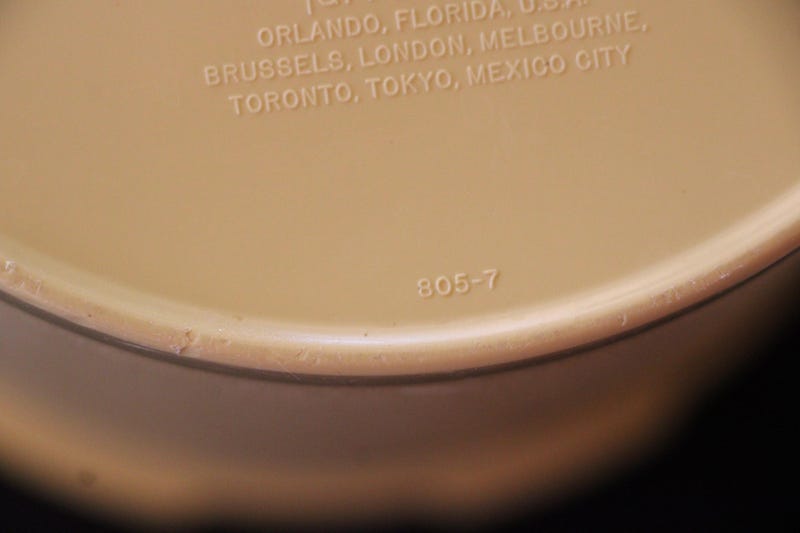 ORLANDO, FLORIDA, U.S.A.
BRUSSELS, LONDON, MELBOURNE,
TORONTO, TOKYO, MEXICO CITY
805-7